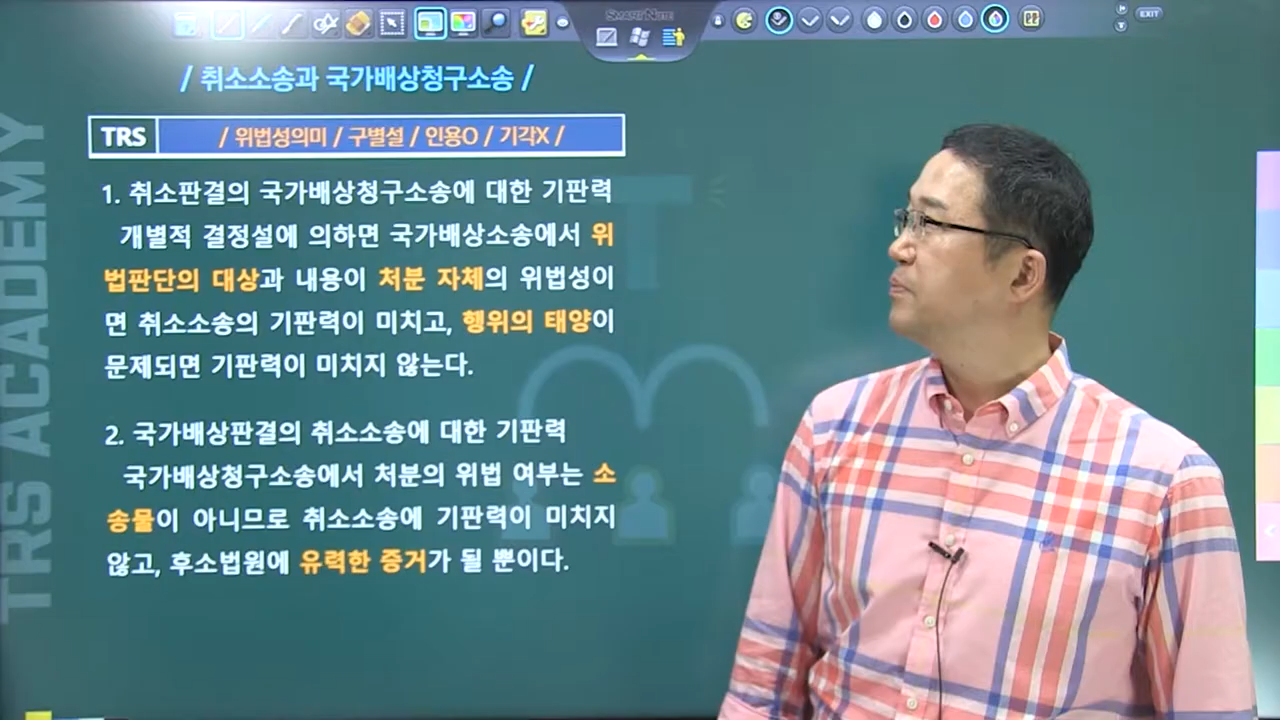 SMARTNOTE
EXIT
/ 취소소송과 국가배상청구소송 /
TRS / 위법성의미 / 구별설 / 인용O / 기각X /
1. 취소판결의 국가배상청구소송에 대한 기판력
개별적 결정설에 의하면 국가배상소송에서 위
법판단의 대상과 내용이 처분 자체의 위법성이
면 취소소송의 기판력이 미치고, 행위의 태양이
문제되면 기판력이 미치지 않는다.
2. 국가배상판결의 취소소송에 대한 기판력
국가배상청구소송에서 처분의 위법 여부는 소
송물이 아니므로 취소소송에 기판력이 미치지
않고, 후소법원에 유력한 증거가 될 뿐이다.
TRS ACADEMY